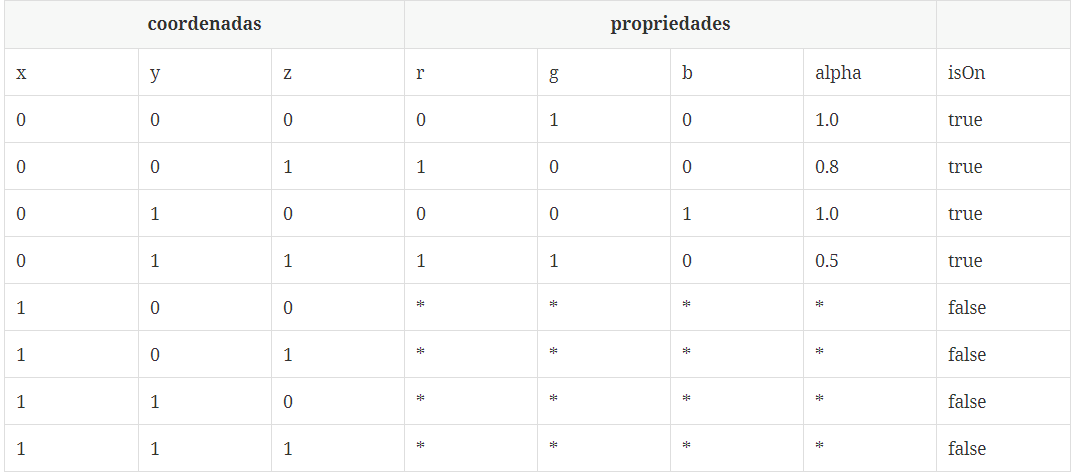 coordenadas propriedades
x y z r g b alpha isOn
0 0 0 0 1 0 1.0 true
0 0 1 1 0 0 0.8 true
0 1 0 0 0 1 1.0 true
0 1 1 1 1 0 0.5 true
1 0 0 * * * * false
1 0 1 * * * * false
1 1 0 * * * * false
1 1 1 * * * * false